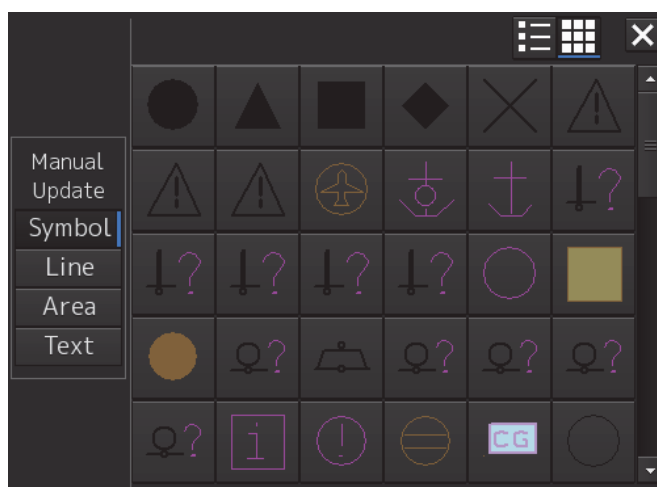 Manual
Update
Symbol
Line
Area
Text
?
? ? ? ?
? ? ? ?
? i ! CG